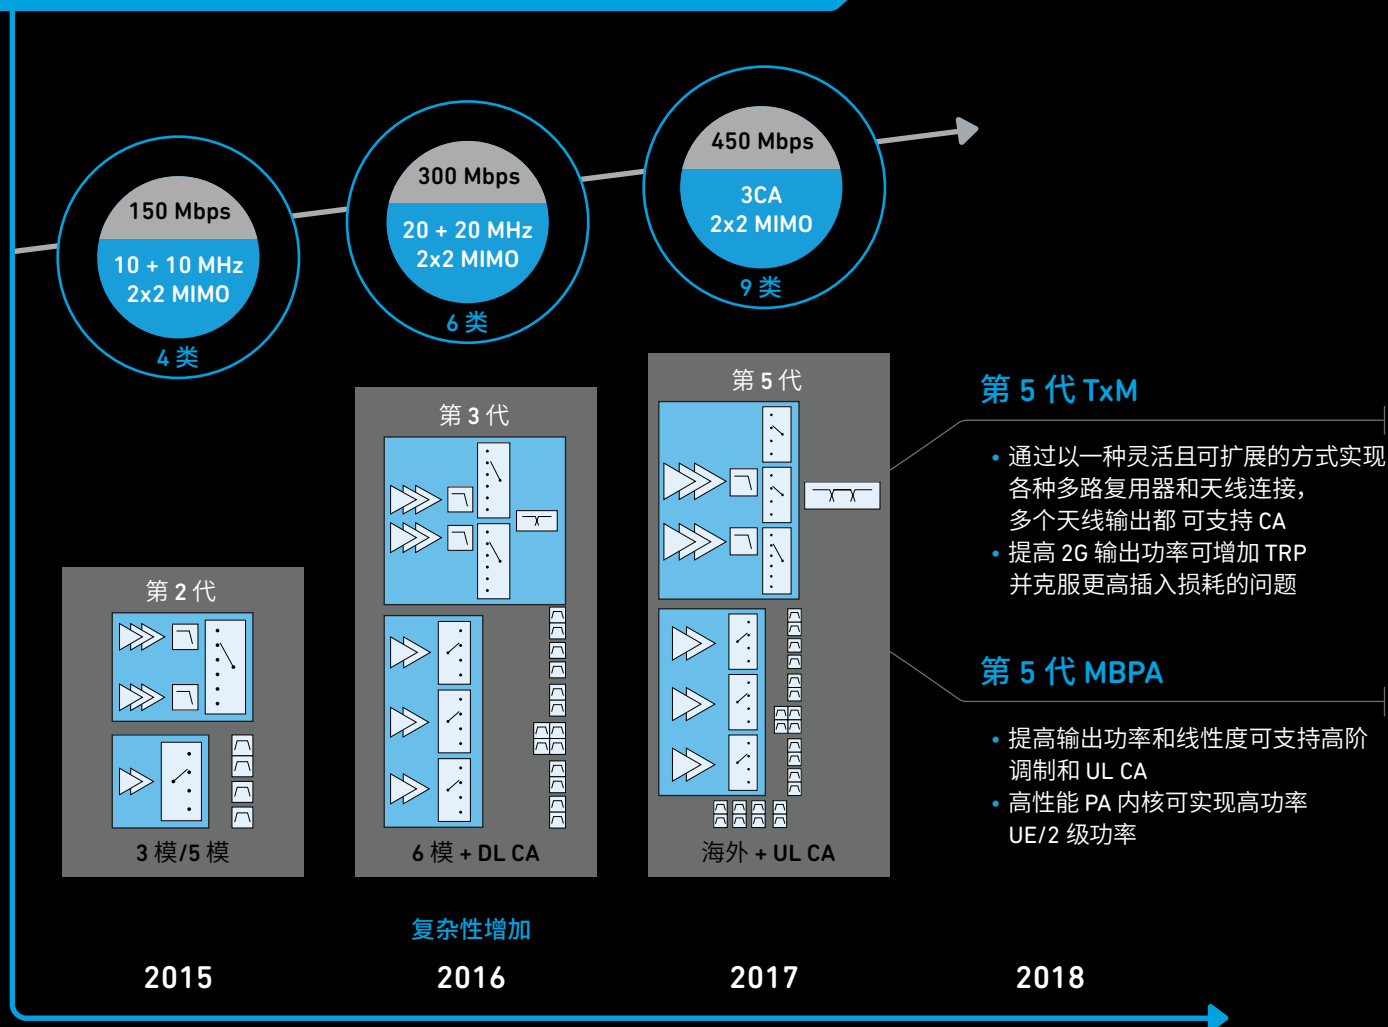 150 Mbps
10 + 10 MHz
2x2 MIMO
4 类
300 Mbps
20 + 20 MHz
2x2 MIMO
6 类
450 Mbps
3CA
2x2 MIMO
9 类
第 2 代
3 模/5 模
第 3 代
6 模 + DL CA
第 5 代
海外 + UL CA
第 5 代 TxM
• 通过以一种灵活且可扩展的方式实现
各种多路复用器和天线连接，
多个天线输出都 可支持 CA
• 提高 2G 输出功率可增加 TRP
并克服更高插入损耗的问题
第 5 代 MBPA
• 提高输出功率和线性度可支持高阶
调制和 UL CA
• 高性能 PA 内核可实现高功率
UE/2 级功率
复杂性增加
2015
2016
2017
2018